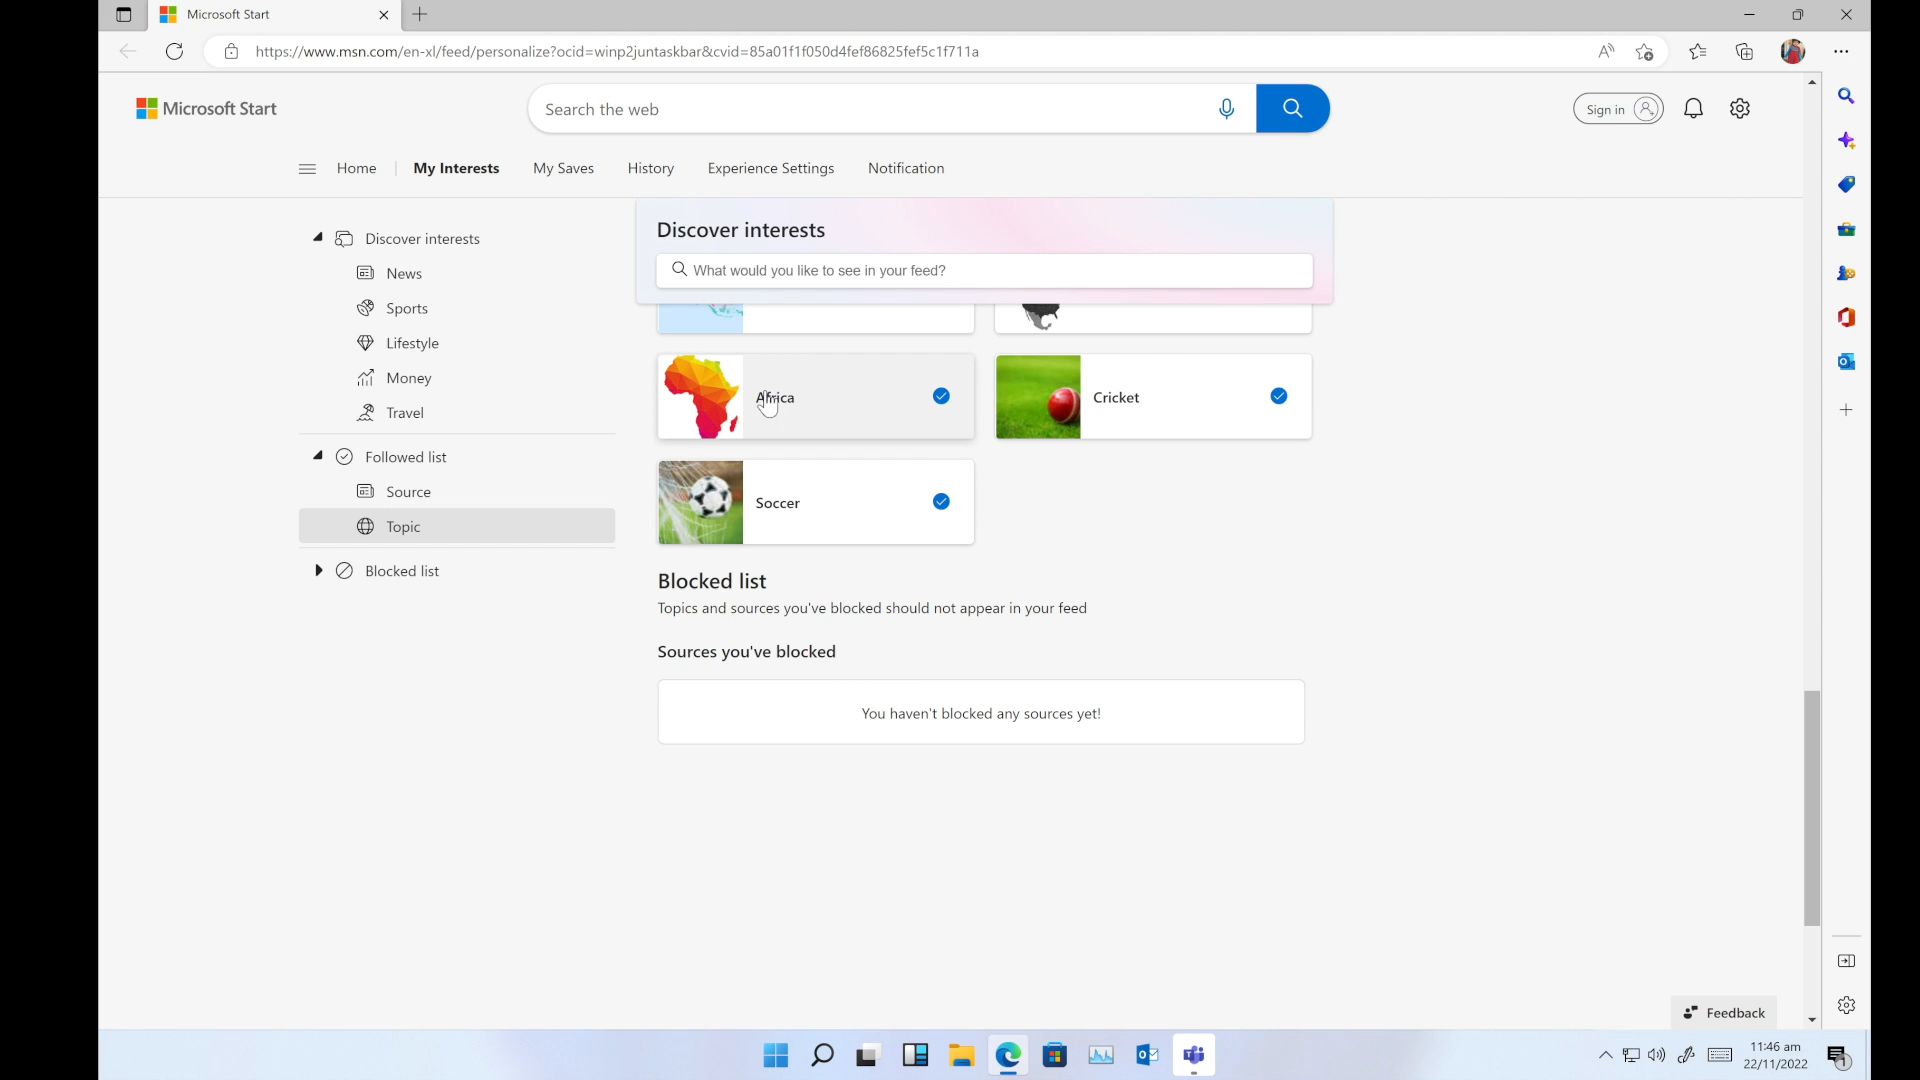 Microsoft Start
https://www.msn.com/en-xl/feed/personalize?ocid=winp2juntaskbar&cvid=85a01f1f050d4fef86825fef5c1f711a
Microsoft Start
Search the web
Sign in
Home
My Interests
My Saves
History
Experience Settings
Notification
Discover interests
News
Sports
Lifestyle
Money
Travel
Followed list
Source
Topic
Blocked list
Discover interests
What would you like to see in your feed?
Africa
Cricket
Soccer
Blocked list
Topics and sources you've blocked should not appear in your feed
Sources you've blocked
You haven't blocked any sources yet!
Feedback
11:46 am
22/11/2022
1